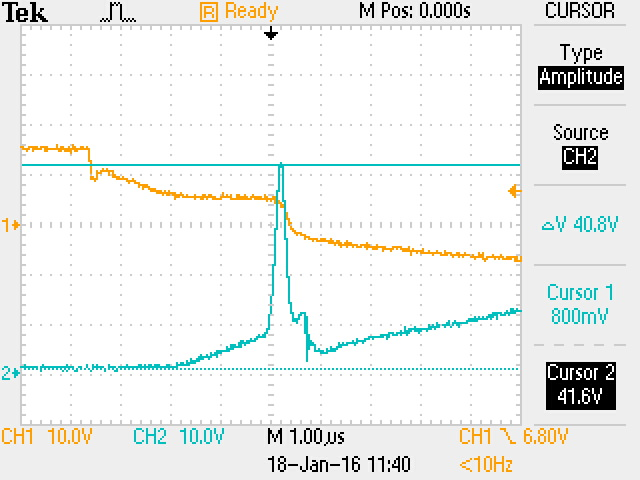 Tek R Ready M Pos: 0.000s CURSOR
Type
Amplitude
Source
CH2
△V 40.8V
Cursor 1
800mV
Cursor 2
41.6V
1
2
CH1 10.0V CH2 10.0V M 1.00µs CH1 6.80V
18-Jan-16 11:40 <10Hz